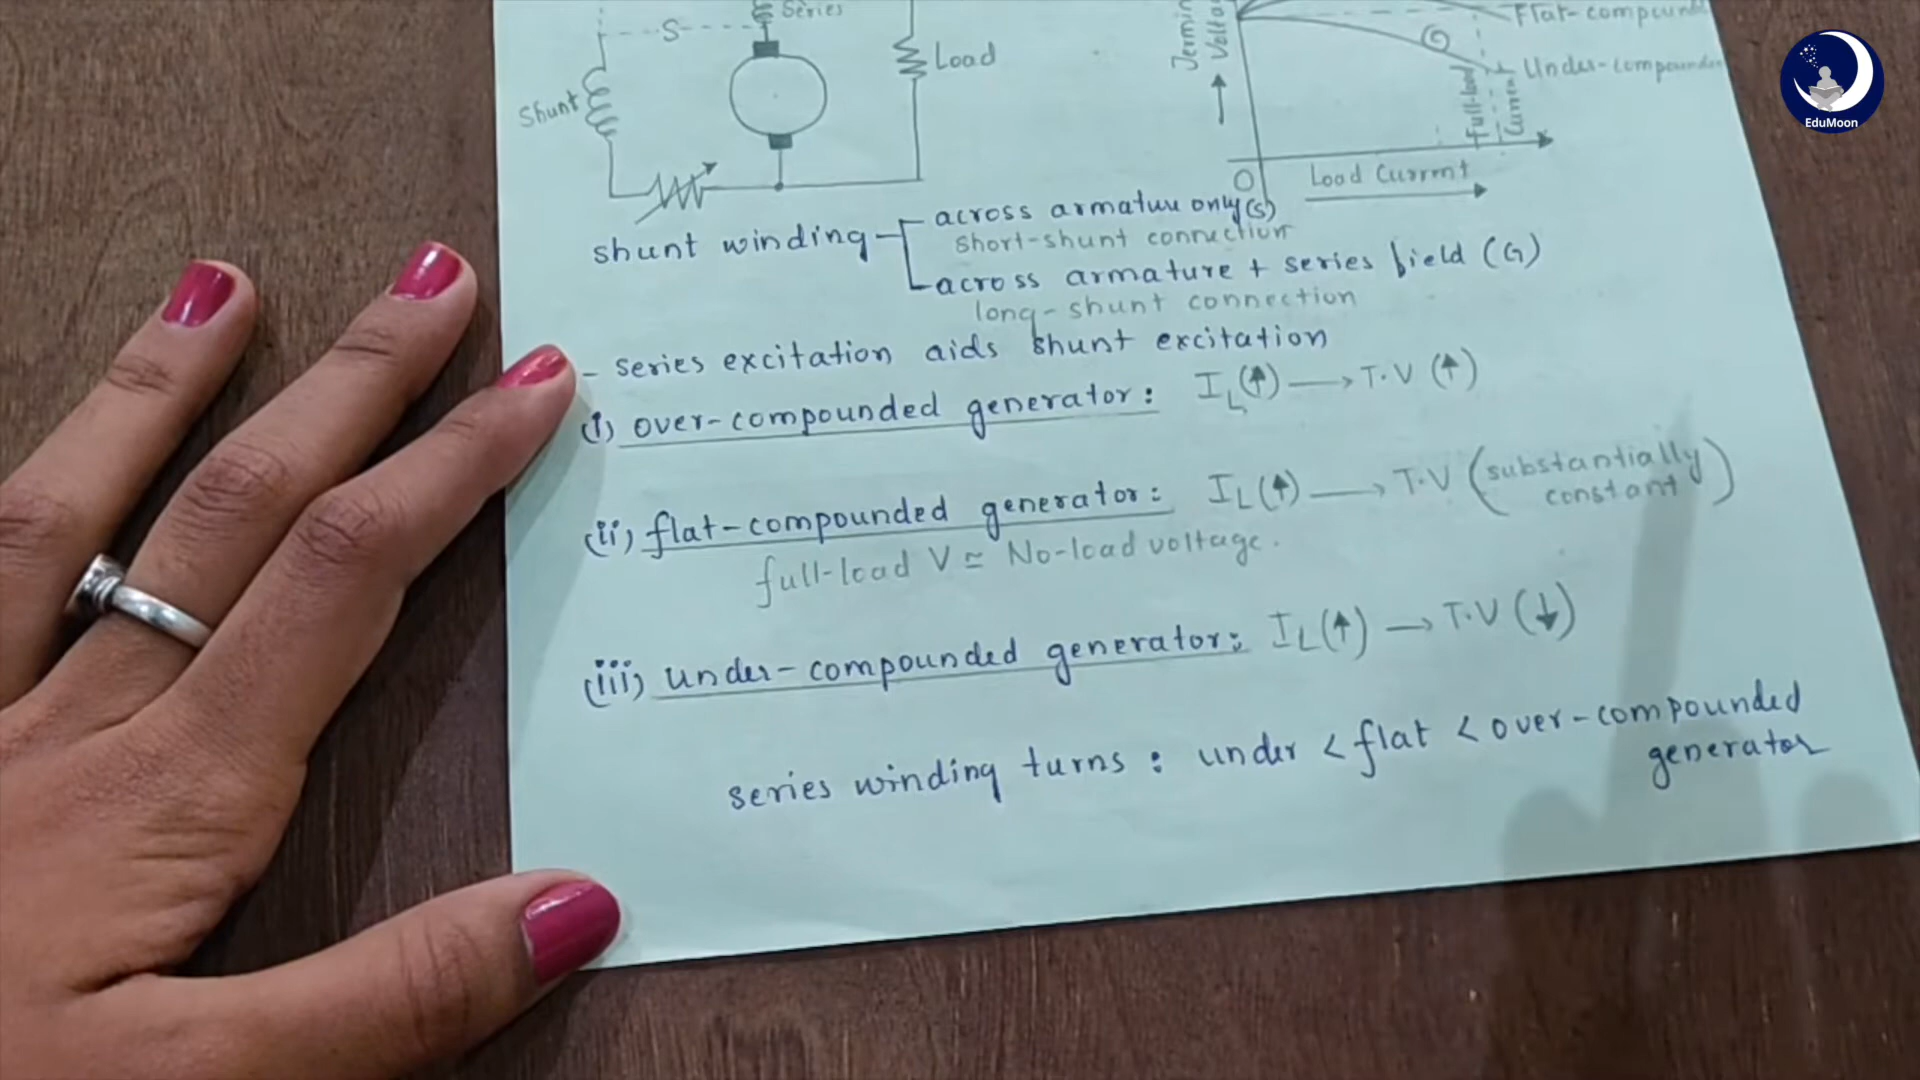 Series
S
Load
Shunt
Flat-compound
G
Under-compounded
Full-load
Current
O
Load Current
shunt winding
across armature only (S)
short-shunt connection
across armature + series field (G)
long-shunt connection
- series excitation aids shunt excitation
(i) over-compounded generator: IL(↑) → T.V (↑)
(ii) flat-compounded generator: IL(↑) → T.V (substantially
constant)
full-load V ≃ No-load voltage.
(iii) under-compounded generator: IL(↑) → T.V (↓)
series winding turns: under < flat < over-compounded
generator
EduMoon